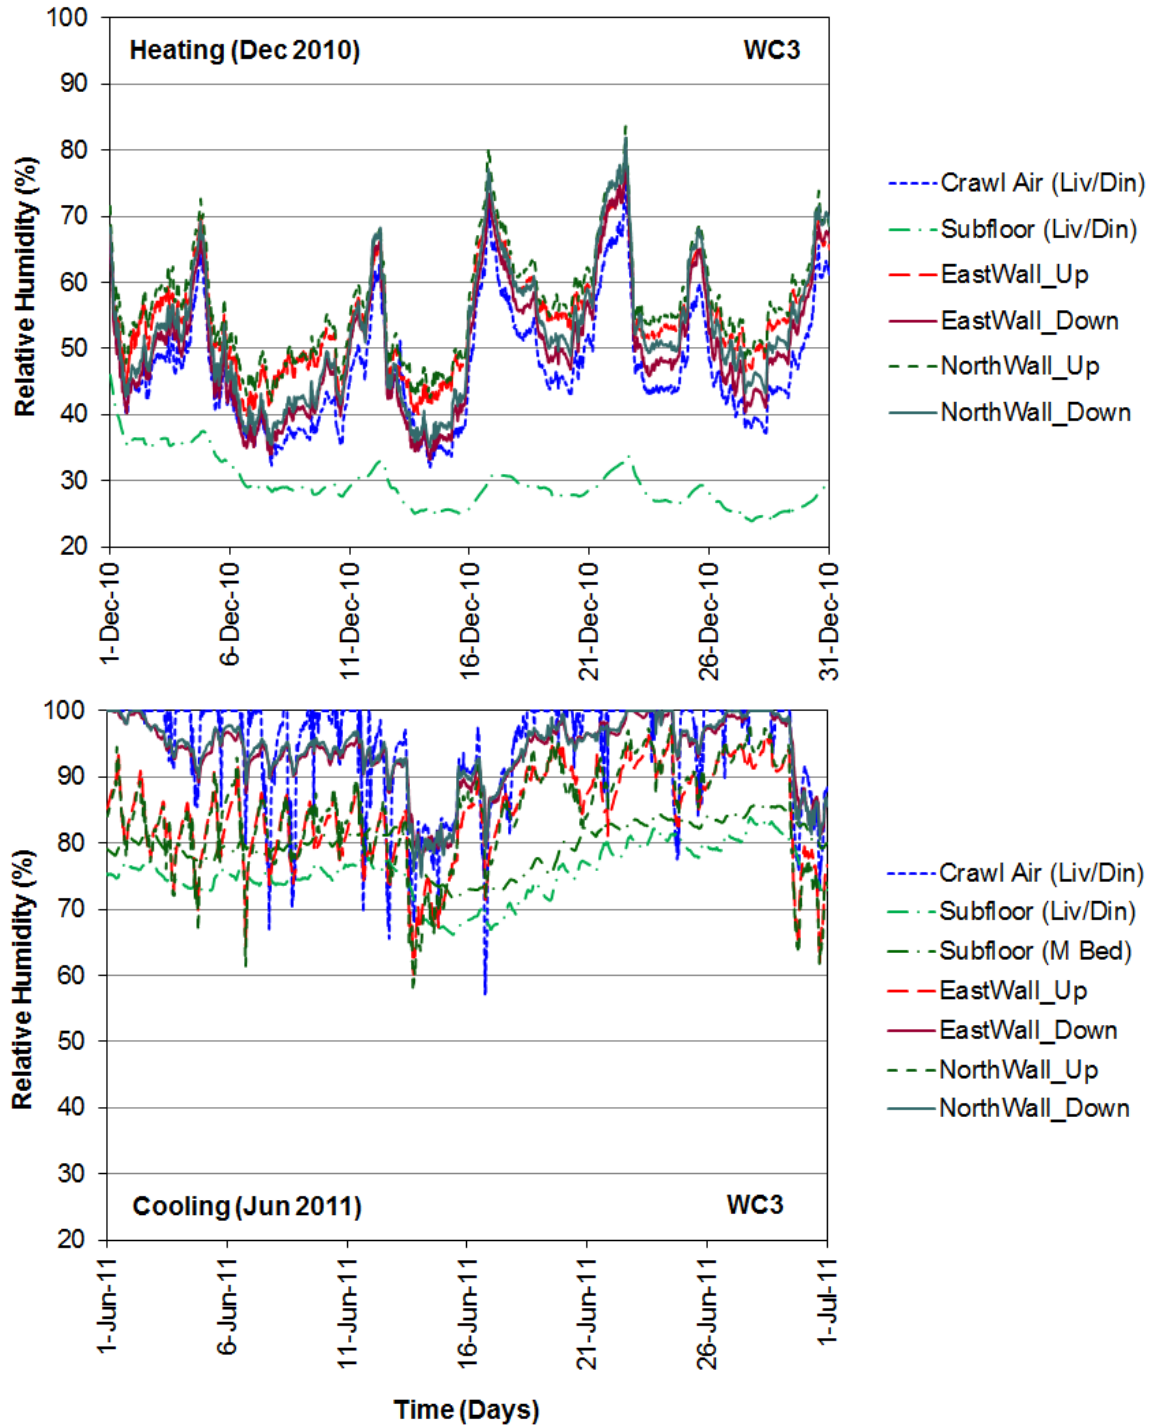 Heating (Dec 2010) WC3
Relative Humidity (%)
100
90
80
70
60
50
40
30
20
1-Dec-10
6-Dec-10
11-Dec-10
16-Dec-10
21-Dec-10
26-Dec-10
31-Dec-10
Crawl Air (Liv/Din)
Subfloor (Liv/Din)
EastWall_Up
EastWall_Down
NorthWall_Up
NorthWall_Down
Relative Humidity (%)
100
90
80
70
60
50
40
30
20
Cooling (Jun 2011) WC3
1-Jun-11
6-Jun-11
11-Jun-11
16-Jun-11
21-Jun-11
26-Jun-11
1-Jul-11
Crawl Air (Liv/Din)
Subfloor (Liv/Din)
Subfloor (M Bed)
EastWall_Up
EastWall_Down
NorthWall_Up
NorthWall_Down
Time (Days)